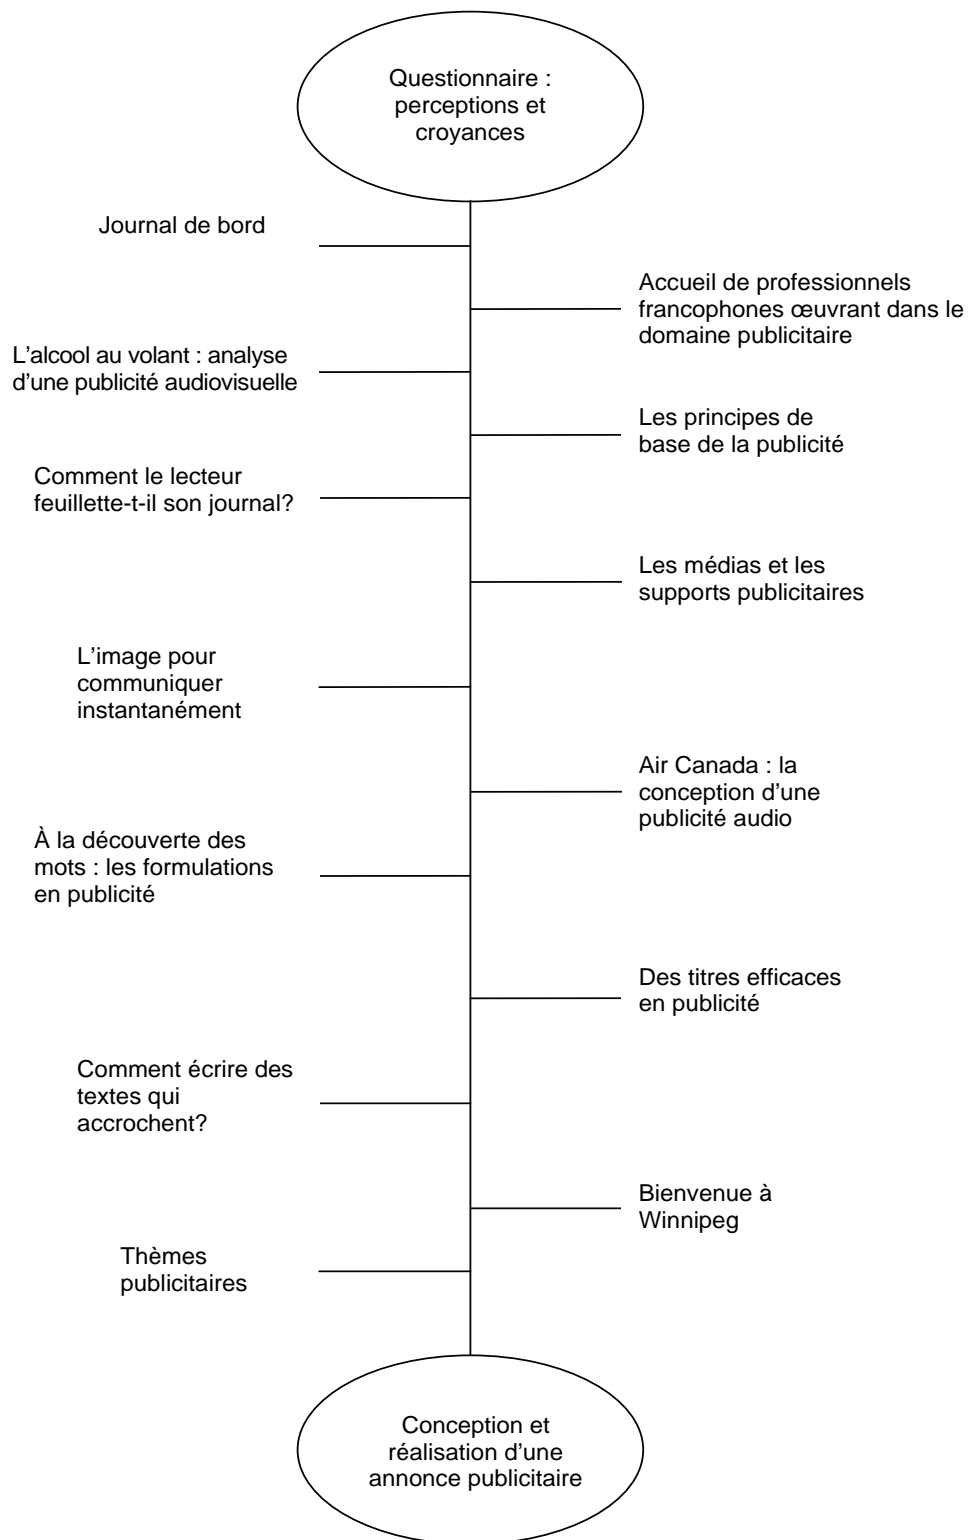 Questionnaire :
perceptions et
croyances
Journal de bord
Accueil de professionnels
francophones œuvrant dans le
domaine publicitaire
L’alcool au volant : analyse
d’une publicité audiovisuelle
Les principes de
base de la publicité
Comment le lecteur
feuillette-t-il son journal?
Les médias et les
supports publicitaires
L’image pour
communiquer
instantanément
Air Canada : la
conception d’une
publicité audio
À la découverte des
mots : les formulations
en publicité
Des titres efficaces
en publicité
Comment écrire des
textes qui
accrochent?
Bienvenue à
Winnipeg
Thèmes
publicitaires
Conception et
réalisation d’une
annonce publicitaire